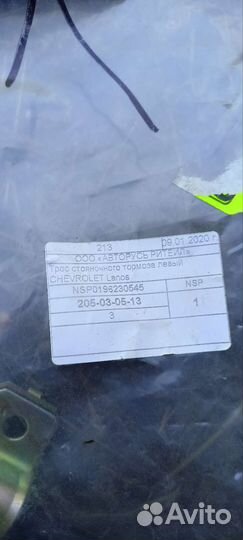 213 09.01.2020 г.
ООО «АВТОРУСЬ РИТЕЙЛ»
Трос стояночного тормоза левый
CHEVROLET Lanos
NSP0196230545 NSP
205-03-05-13 1
3
Avito